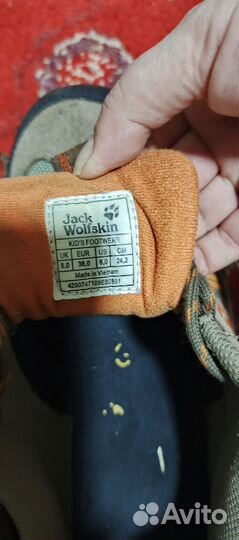 Jack
Wolfskin
KID'S FOOTWEAR
UK EUR US CM
5,0 38,0 6,0 24,2
Made in Vietnam
Avito